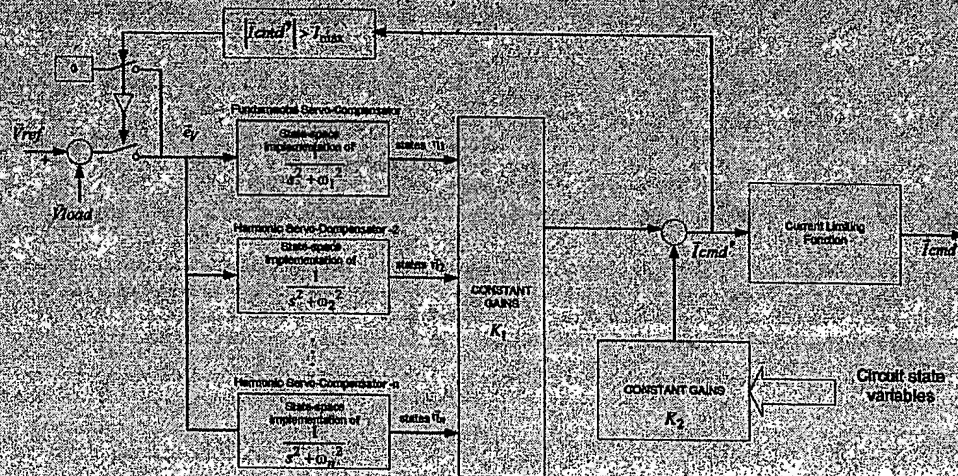 |Icmd'| > Imax
0
Vref
+
Vload
ev
Fundamental Servo-Compensator
State-space
Implementation of
1
s² + ω₁²
states η₁
Harmonic Servo-Compensator -2
State-space
Implementation of
1
s² + ω₂²
states η₂
Harmonic Servo-Compensator -n
State-space
Implementation of
1
s² + ωn²
states ηn
CONSTANT
GAINS
K₁
Icmd'
Current Limiting
Function
Icmd
CONSTANT GAINS
K₂
Circuit state
variables